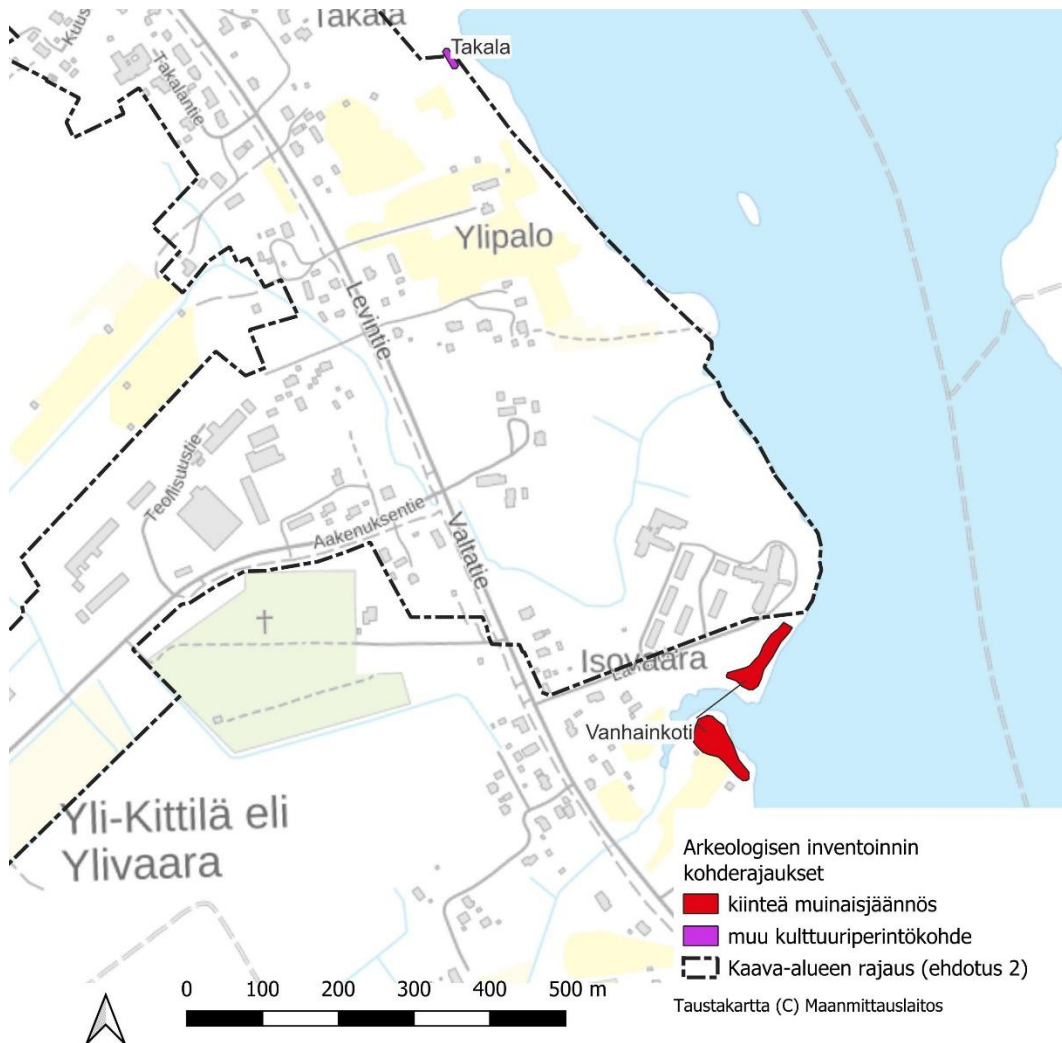 Takala
Takala
Kuus
Takalantie
Ylipalo
Levintie
Teollisuustie
Aakenuksentie
Valtatie
Isovaara
Vanhainkoti
Yli-Kittilä eli
Ylivaara
Arkeologisen inventoinnin
kohderajaukset
kiinteä muinaisjäännös
muu kulttuuriperintökohde
Kaava-alueen rajaus (ehdotus 2)
Taustakartta (C) Maanmittauslaitos
0 100 200 300 400 500 m